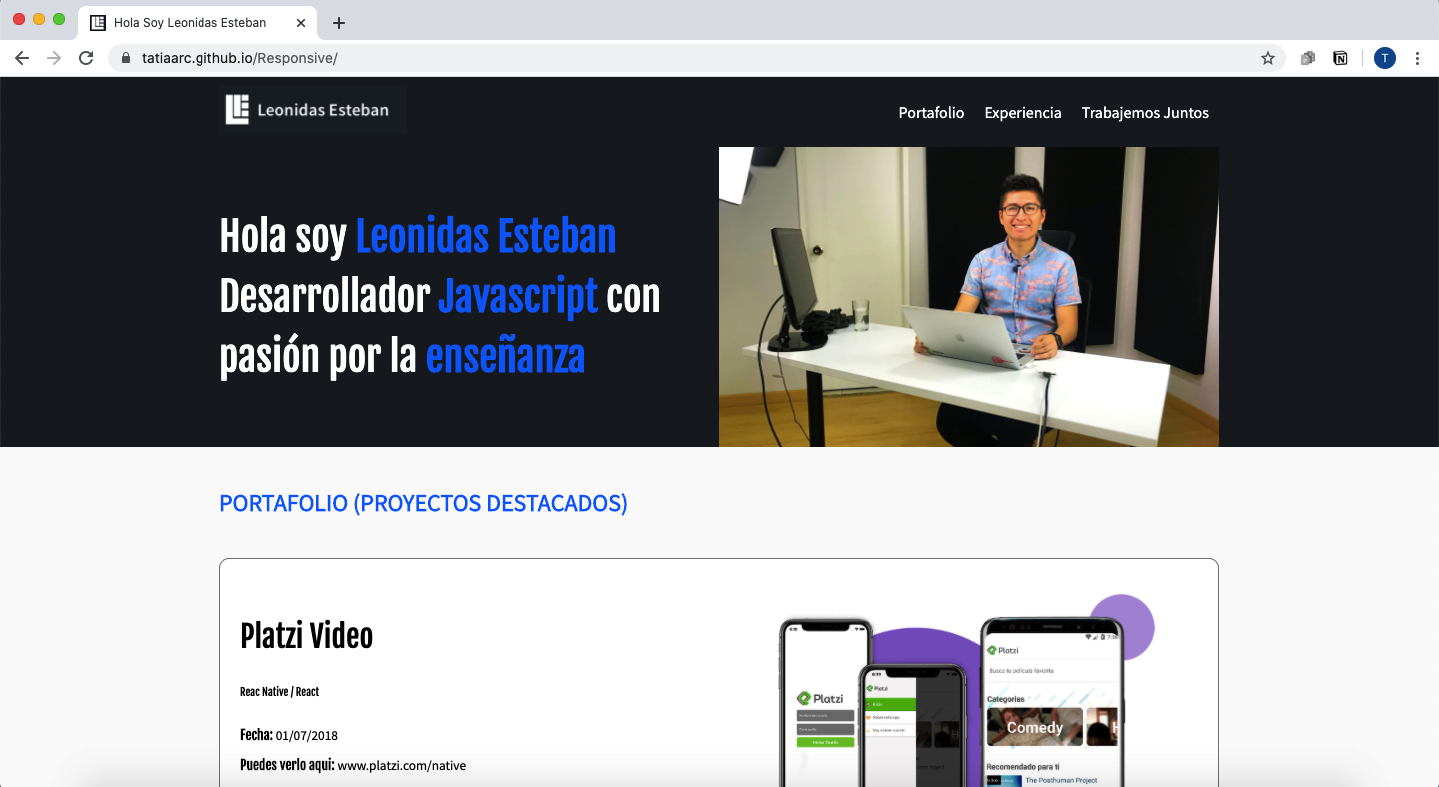 Hola Soy Leonidas Esteban
tatiaarc.github.io/Responsive/
T
Leonidas Esteban
Portafolio Experiencia Trabajemos Juntos
Hola soy Leonidas Esteban
Desarrollador Javascript con
pasión por la enseñanza
PORTAFOLIO (PROYECTOS DESTACADOS)
Platzi Video
Reac Native / React
Fecha: 01/07/2018
Puedes verlo aqui: www.platzi.com/native
Platzi
Platzi
Platzi
Busca tu película favorita
Categorias
Comedy
Recomendado para ti
The Posthuman Project